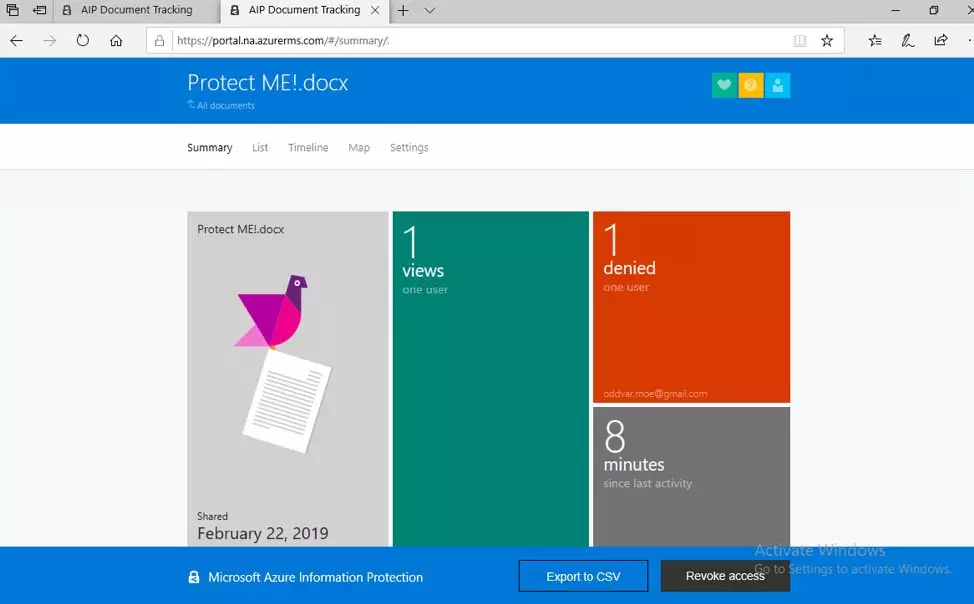 AIP Document Tracking
AIP Document Tracking
https://portal.na.azurerms.com/#/summary/
Protect ME!.docx
All documents
Summary
List
Timeline
Map
Settings
Protect ME!.docx
Shared
February 22, 2019
1
views
one user
1
denied
one user
oddvar.moe@gmail.com
8
minutes
since last activity
Microsoft Azure Information Protection
Export to CSV
Revoke access
Activate Windows
Go to Settings to activate Windows.